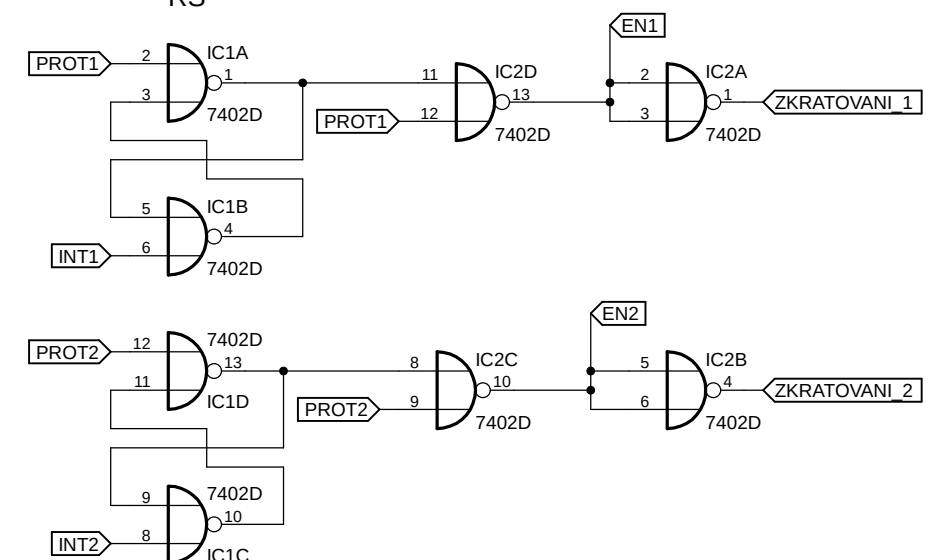 RS
EN1
PROT1 2 IC1A 1 3 7402D
11 IC2D 13 PROT1 12 7402D
2 IC2A 1 3 7402D ZKRATOVANI_1
5 IC1B 4 INT1 6 7402D
EN2
PROT2 12 7402D 13 11 IC1D
8 IC2C 10 PROT2 9 7402D
5 IC2B 4 6 7402D ZKRATOVANI_2
9 7402D 10 INT2 8 IC1C